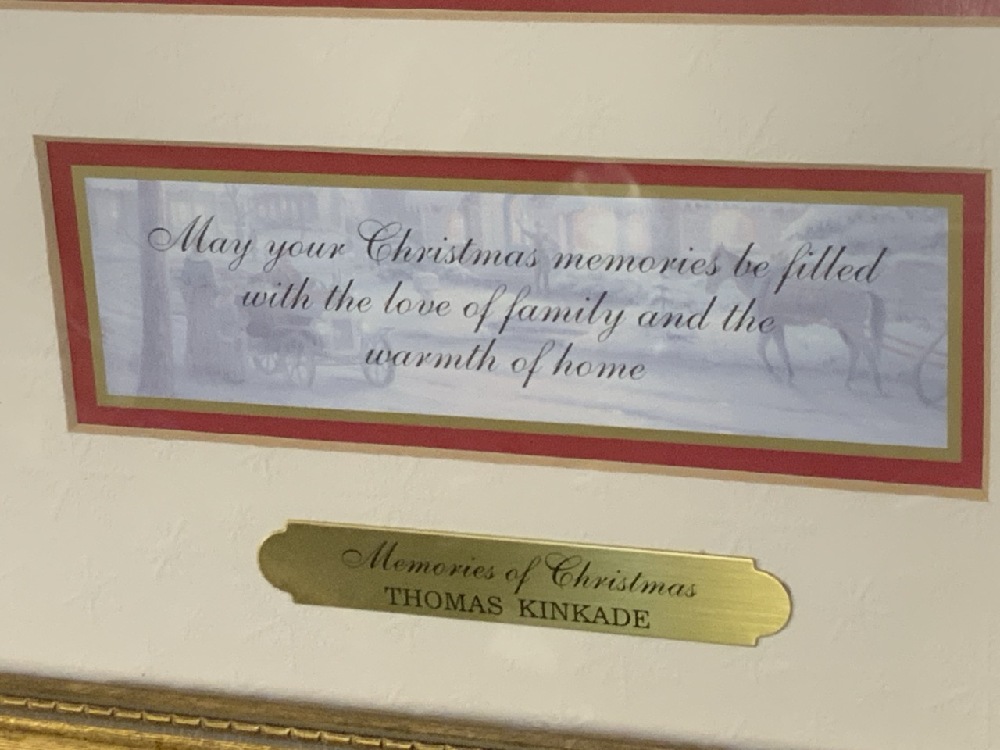 May your Christmas memories be filled
with the love of family and the
warmth of home
Memories of Christmas
THOMAS KINKADE